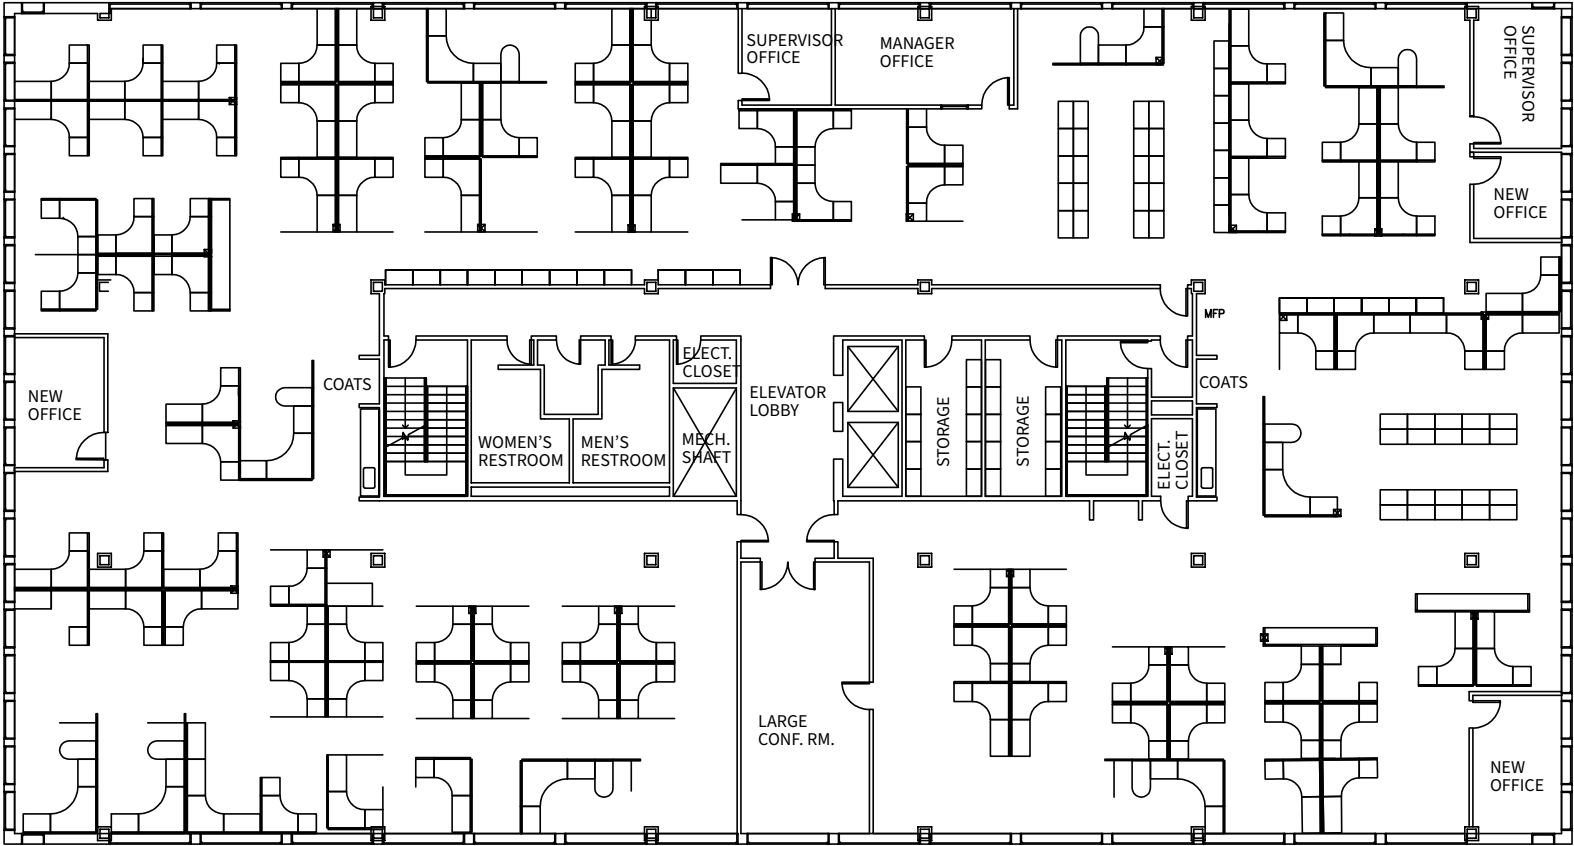 SUPERVISOR
OFFICE
MANAGER
OFFICE
SUPERVISOR
OFFICE
NEW
OFFICE
MFP
NEW
OFFICE
COATS
ELECT.
CLOSET
ELEVATOR
LOBBY
COATS
WOMEN'S
RESTROOM
MEN'S
RESTROOM
MECH.
SHAFT
STORAGE
STORAGE
ELECT.
CLOSET
LARGE
CONF. RM.
NEW
OFFICE